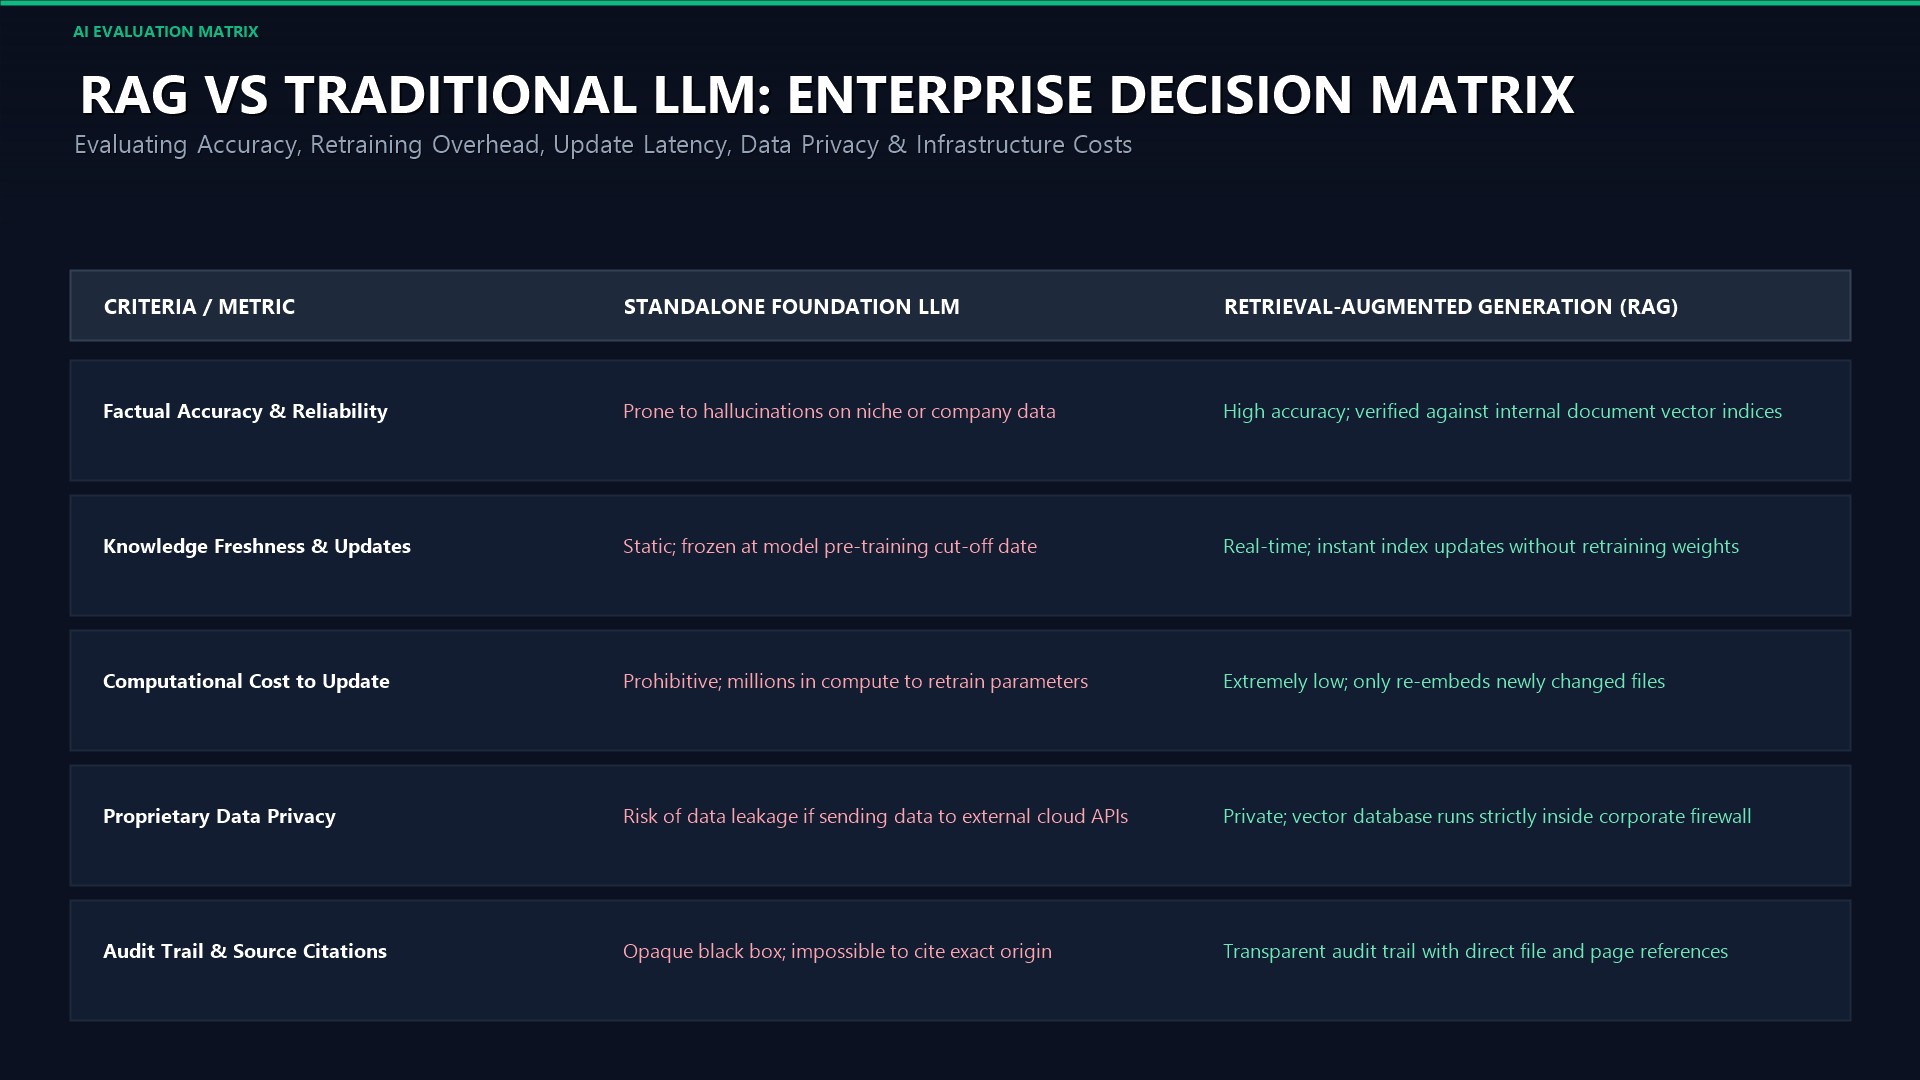 AI EVALUATION MATRIX
RAG VS TRADITIONAL LLM: ENTERPRISE DECISION MATRIX
Evaluating Accuracy, Retraining Overhead, Update Latency, Data Privacy & Infrastructure Costs
CRITERIA / METRIC STANDALONE FOUNDATION LLM RETRIEVAL-AUGMENTED GENERATION (RAG)
Factual Accuracy & Reliability Prone to hallucinations on niche or company data High accuracy; verified against internal document vector indices
Knowledge Freshness & Updates Static; frozen at model pre-training cut-off date Real-time; instant index updates without retraining weights
Computational Cost to Update Prohibitive; millions in compute to retrain parameters Extremely low; only re-embeds newly changed files
Proprietary Data Privacy Risk of data leakage if sending data to external cloud APIs Private; vector database runs strictly inside corporate firewall
Audit Trail & Source Citations Opaque black box; impossible to cite exact origin Transparent audit trail with direct file and page references